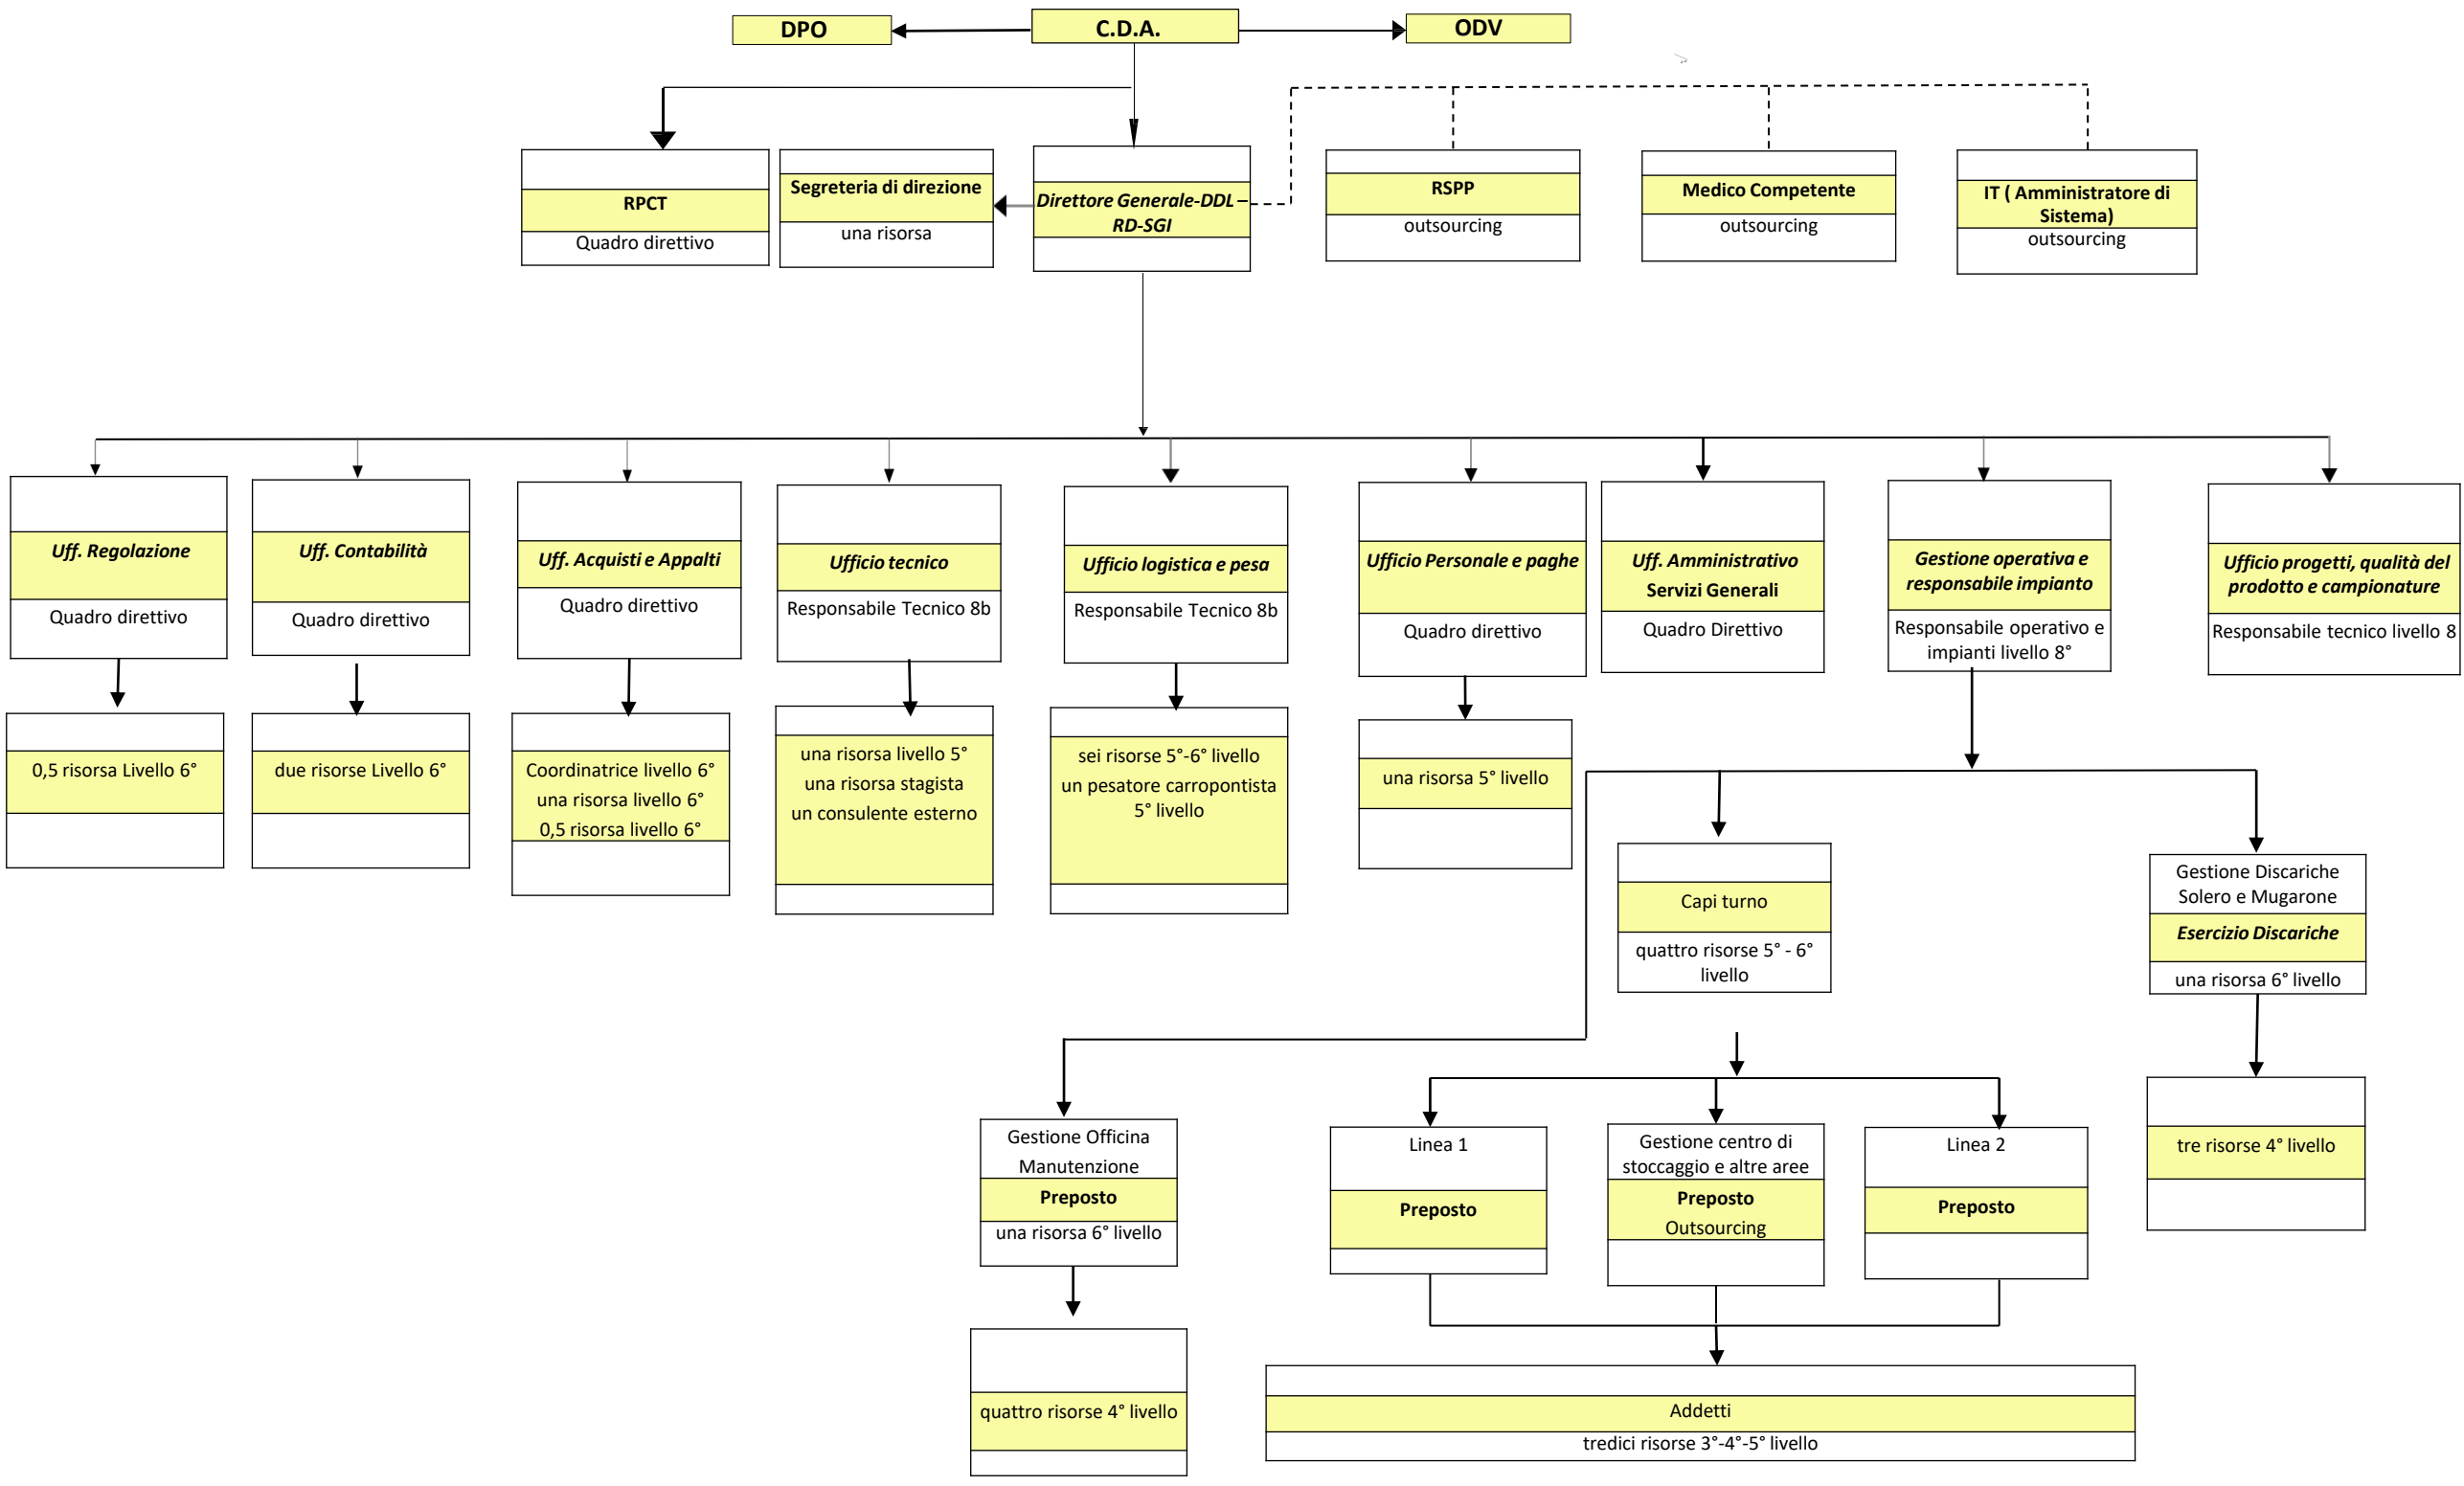 DPO
C.D.A.
ODV
RPCT
Quadro direttivo
Segreteria di direzione
una risorsa
Direttore Generale-DDL –
RD-SGI
RSPP
outsourcing
Medico Competente
outsourcing
IT ( Amministratore di
Sistema)
outsourcing
Uff. Regolazione
Quadro direttivo
Uff. Contabilità
Quadro direttivo
Uff. Acquisti e Appalti
Quadro direttivo
Ufficio tecnico
Responsabile Tecnico 8b
Ufficio logistica e pesa
Responsabile Tecnico 8b
Ufficio Personale e paghe
Quadro direttivo
Uff. Amministrativo
Servizi Generali
Quadro Direttivo
Gestione operativa e
responsabile impianto
Responsabile operativo e
impianti livello 8°
Ufficio progetti, qualità del
prodotto e campionature
Responsabile tecnico livello 8
0,5 risorsa Livello 6°
due risorse Livello 6°
Coordinatrice livello 6°
una risorsa livello 6°
0,5 risorsa livello 6°
una risorsa livello 5°
una risorsa stagista
un consulente esterno
sei risorse 5°-6° livello
un pesatore carropontista
5° livello
una risorsa 5° livello
Capi turno
quattro risorse 5° - 6°
livello
Gestione Discariche
Solero e Mugarone
Esercizio Discariche
una risorsa 6° livello
Gestione Officina
Manutenzione
Preposto
una risorsa 6° livello
Linea 1
Preposto
Gestione centro di
stoccaggio e altre aree
Preposto
Outsourcing
Linea 2
Preposto
tre risorse 4° livello
quattro risorse 4° livello
Addetti
tredici risorse 3°-4°-5° livello